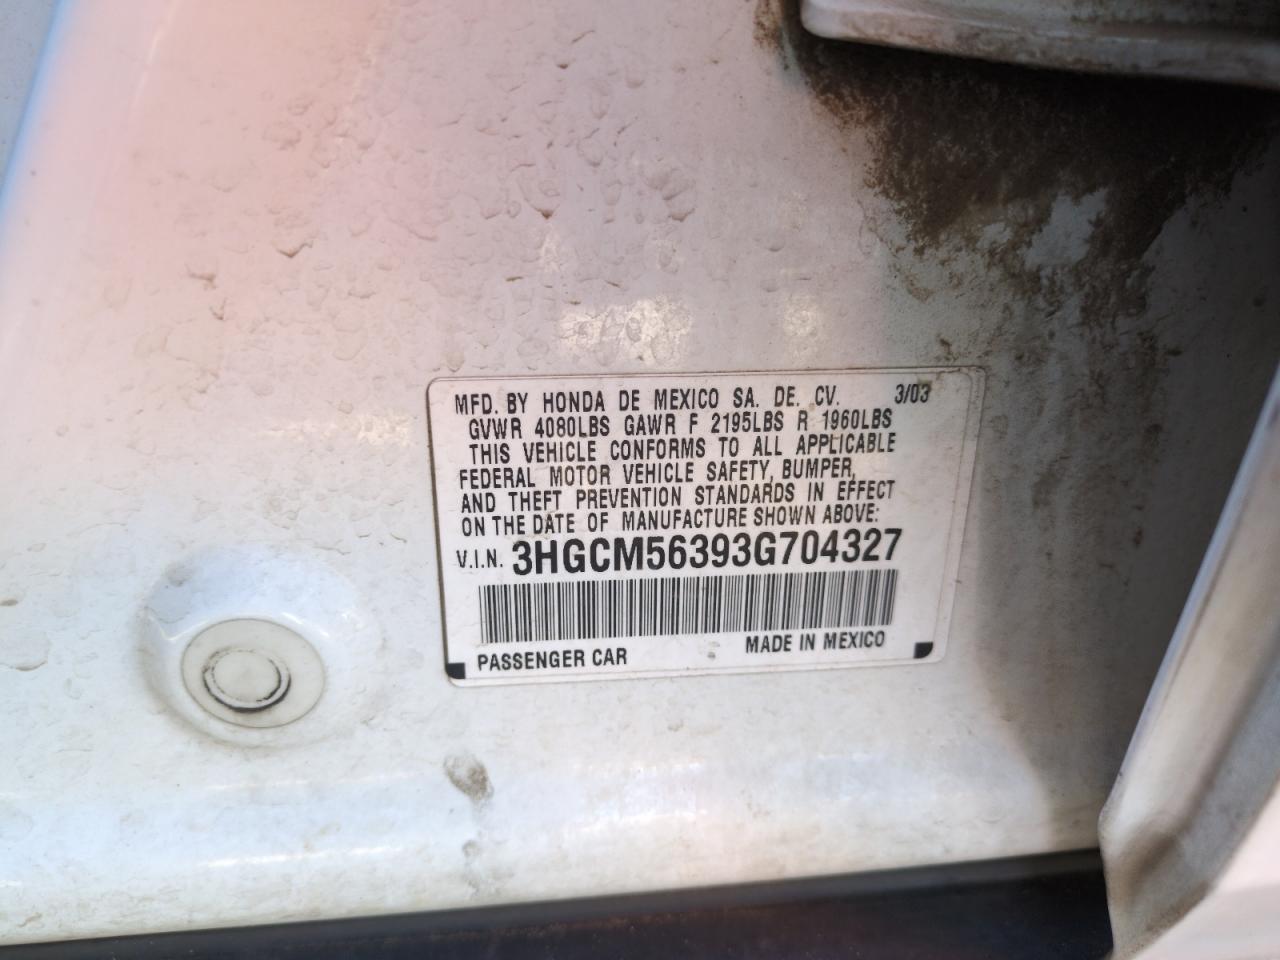 MFD. BY HONDA DE MEXICO SA. DE. CV. 3/03
GVWR 4080LBS GAWR F 2195LBS R 1960LBS
THIS VEHICLE CONFORMS TO ALL APPLICABLE
FEDERAL MOTOR VEHICLE SAFETY, BUMPER,
AND THEFT PREVENTION STANDARDS IN EFFECT
ON THE DATE OF MANUFACTURE SHOWN ABOVE:
V.I.N. 3HGCM56393G704327
PASSENGER CAR MADE IN MEXICO